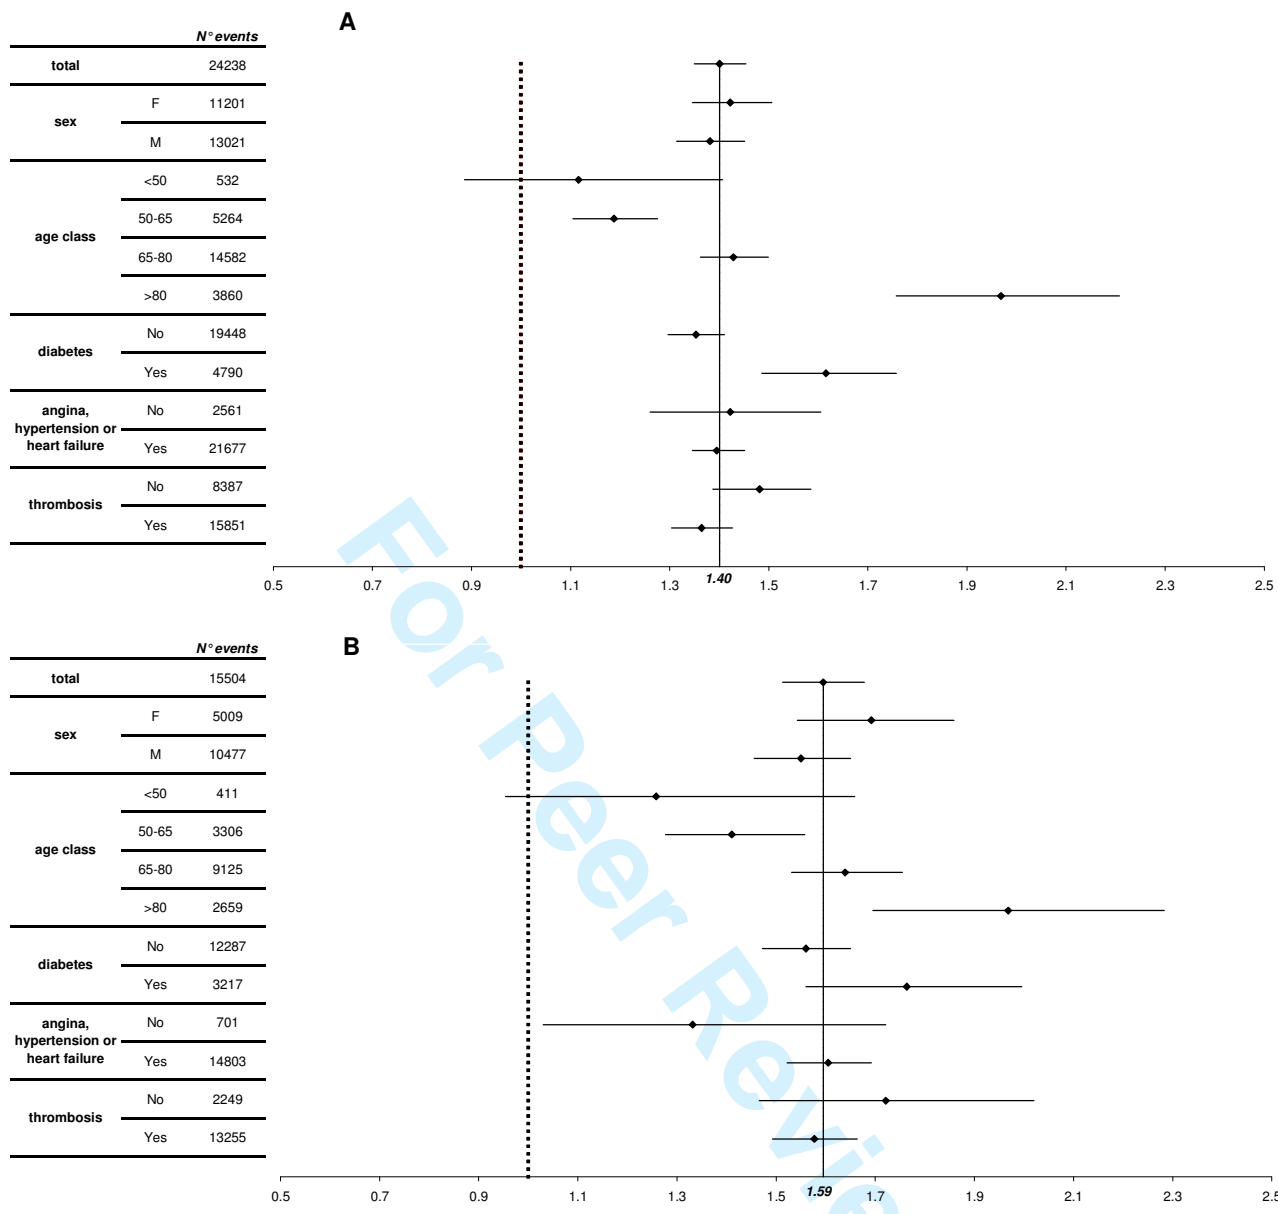 A
N° events
total 24238
sex F 11201
M 13021
age class <50 532
50-65 5264
65-80 14582
>80 3860
diabetes No 19448
Yes 4790
angina, hypertension or heart failure No 2561
Yes 21677
thrombosis No 8387
Yes 15851
0.5 0.7 0.9 1.1 1.3 1.40 1.5 1.7 1.9 2.1 2.3 2.5
B
N° events
total 15504
sex F 5009
M 10477
age class <50 411
50-65 3306
65-80 9125
>80 2659
diabetes No 12287
Yes 3217
angina, hypertension or heart failure No 701
Yes 14803
thrombosis No 2249
Yes 13255
0.5 0.7 0.9 1.1 1.3 1.5 1.59 1.7 1.9 2.1 2.3 2.5
For Peer Revie